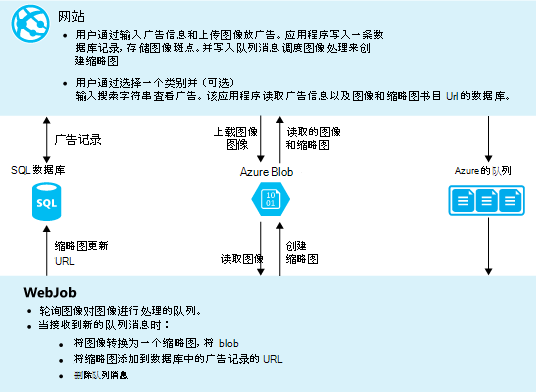 网站
• 用户通过输入广告信息和上传图像放广告。应用程序写入一条数
据库记录，存储图像斑点。并写入队列消息调度图像处理来创
建缩略图
• 用户通过选择一个类别并（可选）
输入搜索字符串查看广告。该应用程序读取广告信息以及图像和缩略图书目 Url 的数据库。
广告记录
上载图像
图像
读取的图像
和缩略图
SQL 数据库
Azure Blob
Azure 的队列
SQL
10
01
缩略图更新
URL
读取图像
创建
缩略图
WebJob
• 轮询图像对图像进行处理的队列。
• 当接收到新的队列消息时：
• 将图像转换为一个缩略图，将 blob
• 将缩略图添加到数据库中的广告记录的 URL
• 删除队列消息